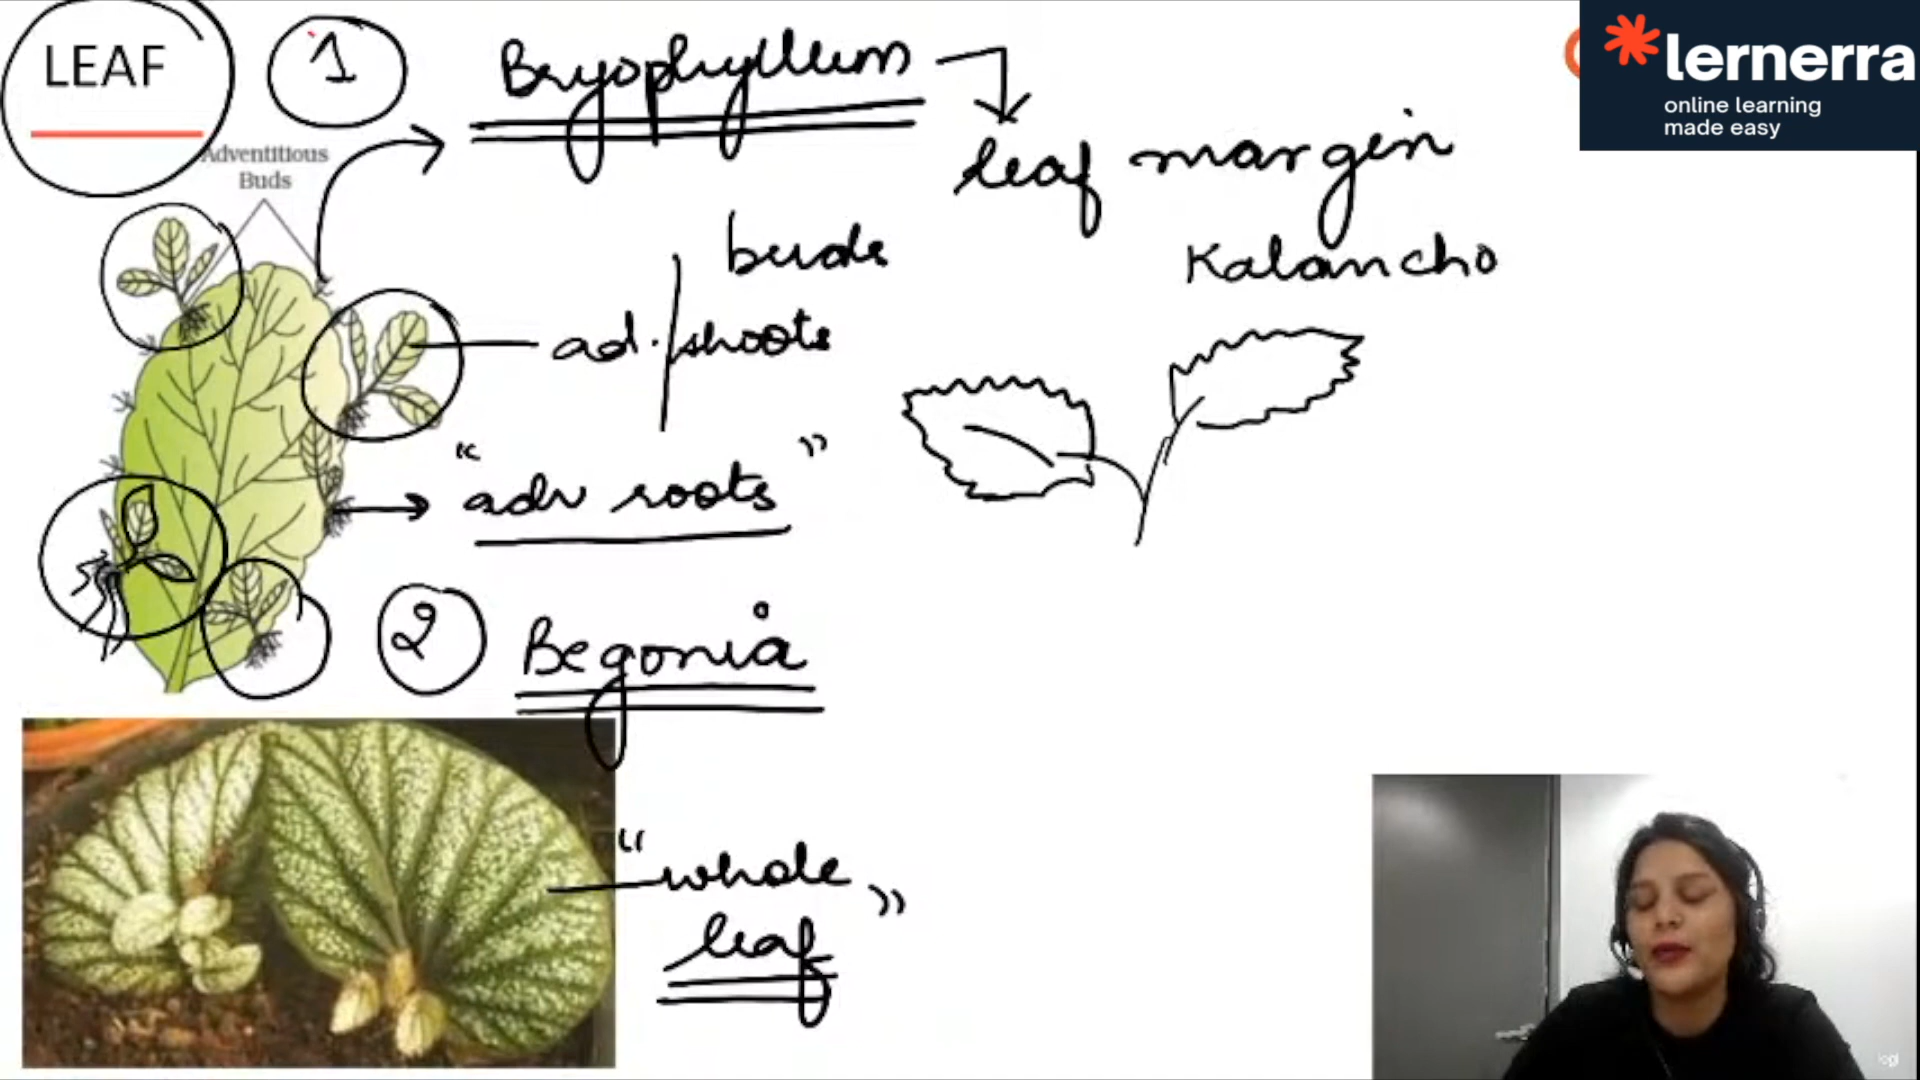 LEAF
1
Bryophyllum
leaf margin
Kalancho
Adventitious
Buds
buds
ad. shoots
"adv roots"
2
Begonia
"whole
leaf"
lernerra
online learning
made easy
logi